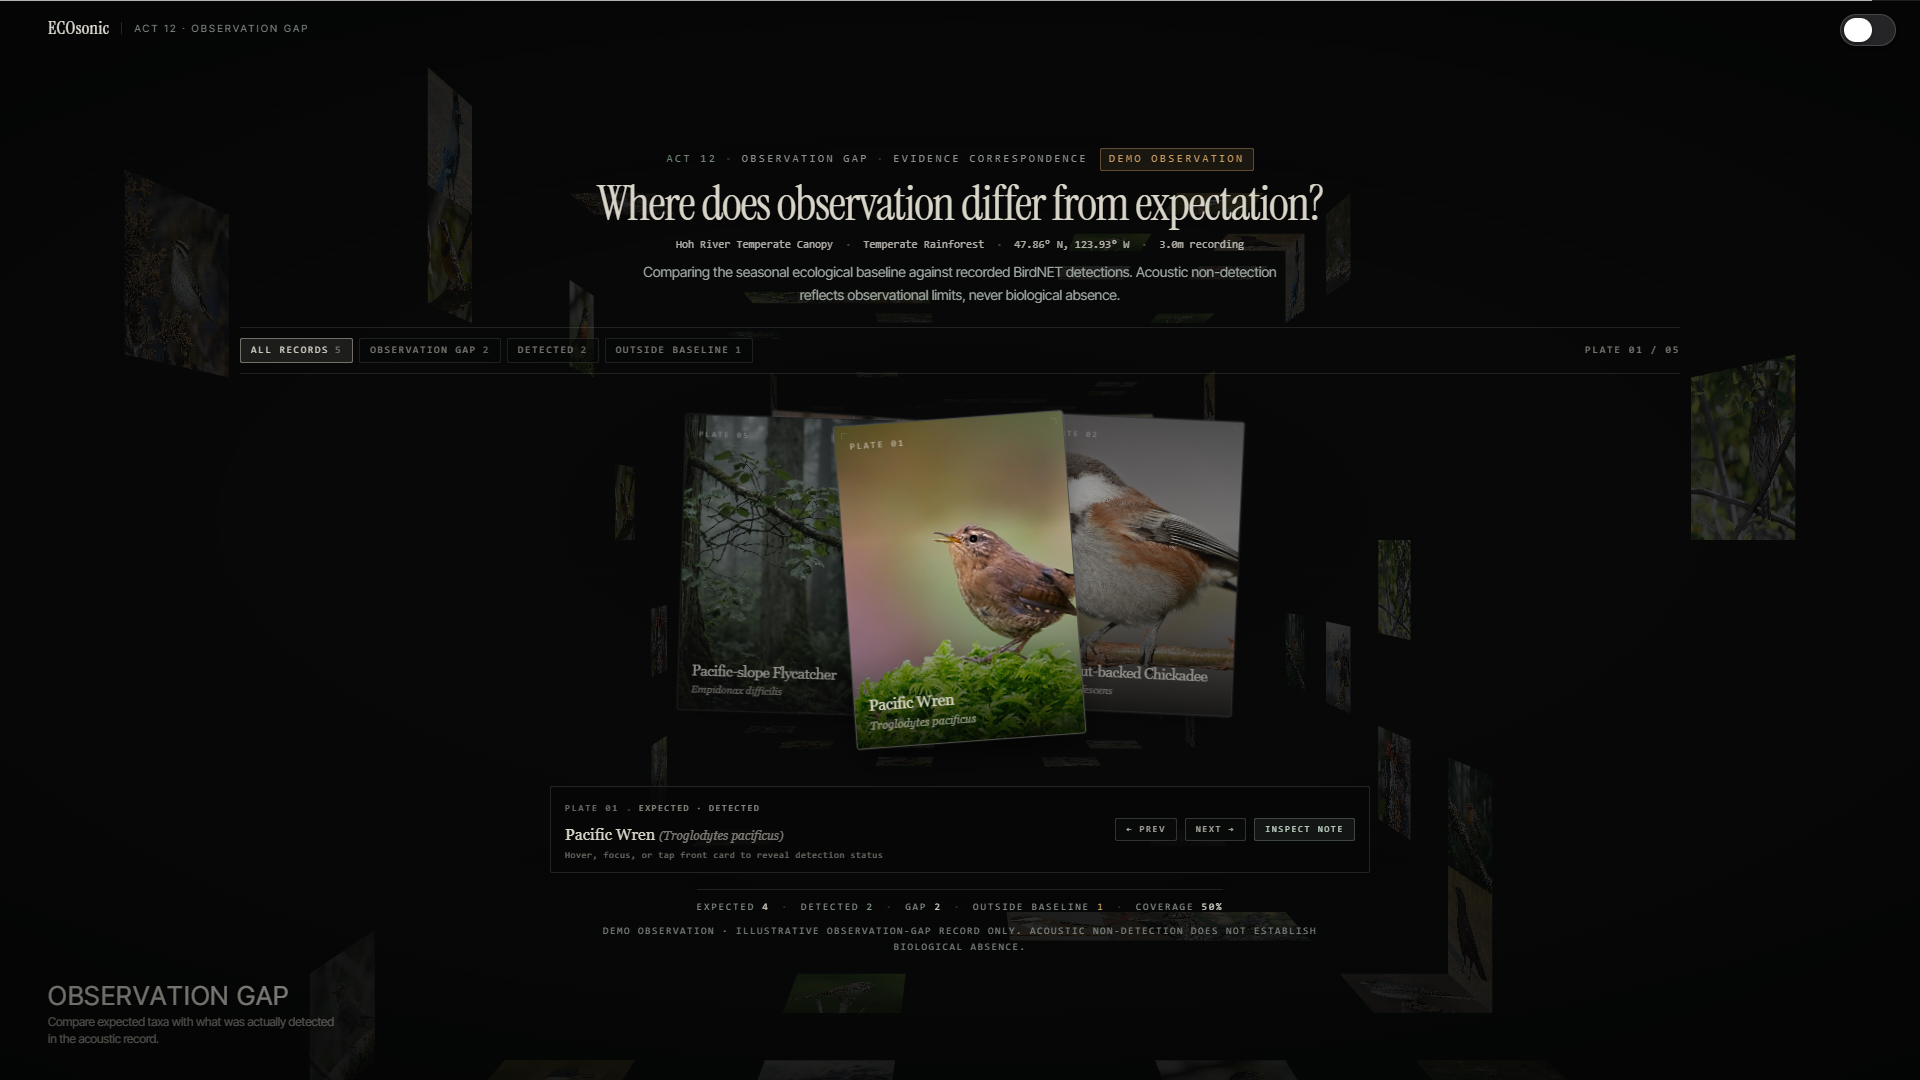 ECOsonic ACT 12 · OBSERVATION GAP
ACT 12 · OBSERVATION GAP · EVIDENCE CORRESPONDENCE DEMO OBSERVATION
Where does observation differ from expectation?
Hoh River Temperate Canopy · Temperate Rainforest · 47.86° N, 123.93° W · 3.0m recording
Comparing the seasonal ecological baseline against recorded BirdNET detections. Acoustic non-detection
reflects observational limits, never biological absence.
ALL RECORDS 5 OBSERVATION GAP 2 DETECTED 2 OUTSIDE BASELINE 1 PLATE 01 / 05
PLATE 05
Pacific-slope Flycatcher
Empidonax difficilis
PLATE 01
Pacific Wren
Troglodytes pacificus
TE 02
ut-backed Chickadee
escens
PLATE 01 . EXPECTED · DETECTED
Pacific Wren (Troglodytes pacificus)
Hover, focus, or tap front card to reveal detection status
← PREV NEXT → INSPECT NOTE
EXPECTED 4 · DETECTED 2 · GAP 2 · OUTSIDE BASELINE 1 · COVERAGE 50%
DEMO OBSERVATION · ILLUSTRATIVE OBSERVATION-GAP RECORD ONLY. ACOUSTIC NON-DETECTION DOES NOT ESTABLISH
BIOLOGICAL ABSENCE.
OBSERVATION GAP
Compare expected taxa with what was actually detected
in the acoustic record.